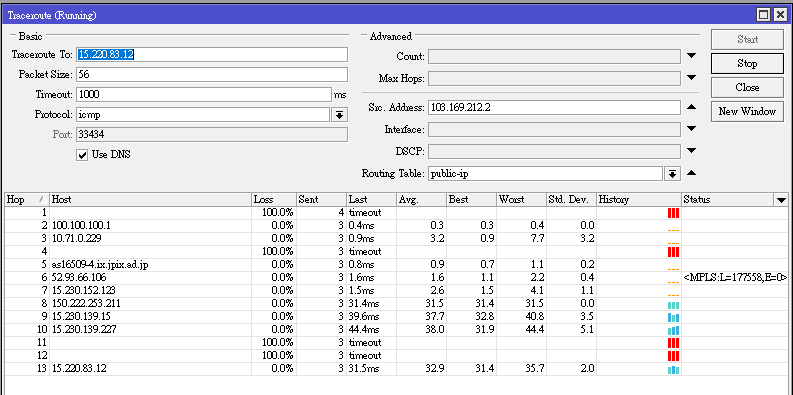 Traceroute (Running)
Basic
Traceroute To: 15.220.83.12
Packet Size: 56
Timeout: 1000 ms
Protocol: icmp
Port: 33434
Use DNS
Advanced
Count:
Max Hops:
Src. Address: 103.169.212.2
Interface:
DSCP:
Routing Table: public-ip
Start
Stop
Close
New Window
Hop Host Loss Sent Last Avg. Best Worst Std. Dev. History Status
1 100.0% 4 timeout
2 100.100.100.1 0.0% 3 0.4ms 0.3 0.3 0.4 0.0
3 10.71.0.229 0.0% 3 0.9ms 3.2 0.9 7.7 3.2
4 100.0% 3 timeout
5 as16509-4.ix.jpix.ad.jp 0.0% 3 0.8ms 0.9 0.7 1.1 0.2
6 52.93.66.106 0.0% 3 1.6ms 1.6 1.1 2.2 0.4 <MPLS:L=177558,E=0>
7 15.230.152.123 0.0% 3 1.5ms 2.6 1.5 4.1 1.1
8 150.222.253.211 0.0% 3 31.4ms 31.5 31.4 31.5 0.0
9 15.230.139.15 0.0% 3 39.6ms 37.7 32.8 40.8 3.5
10 15.230.139.227 0.0% 3 44.4ms 38.0 31.9 44.4 5.1
11 100.0% 3 timeout
12 100.0% 3 timeout
13 15.220.83.12 0.0% 3 31.5ms 32.9 31.4 35.7 2.0